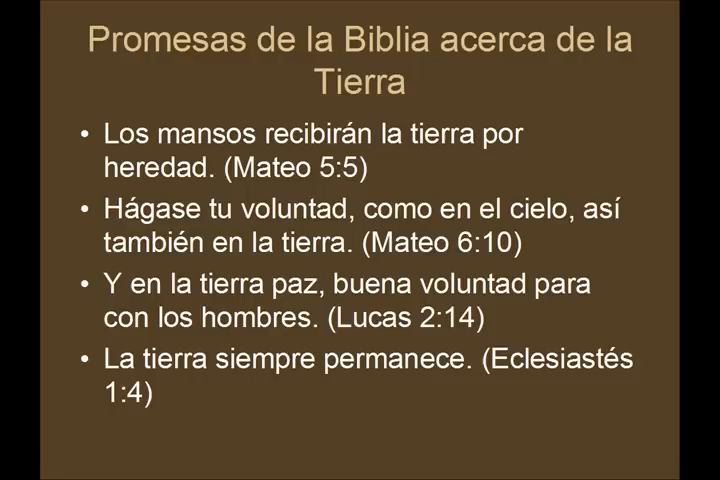 Promesas de la Biblia acerca de la
Tierra
• Los mansos recibirán la tierra por
heredad. (Mateo 5:5)
• Hágase tu voluntad, como en el cielo, así
también en la tierra. (Mateo 6:10)
• Y en la tierra paz, buena voluntad para
con los hombres. (Lucas 2:14)
• La tierra siempre permanece. (Eclesiastés
1:4)